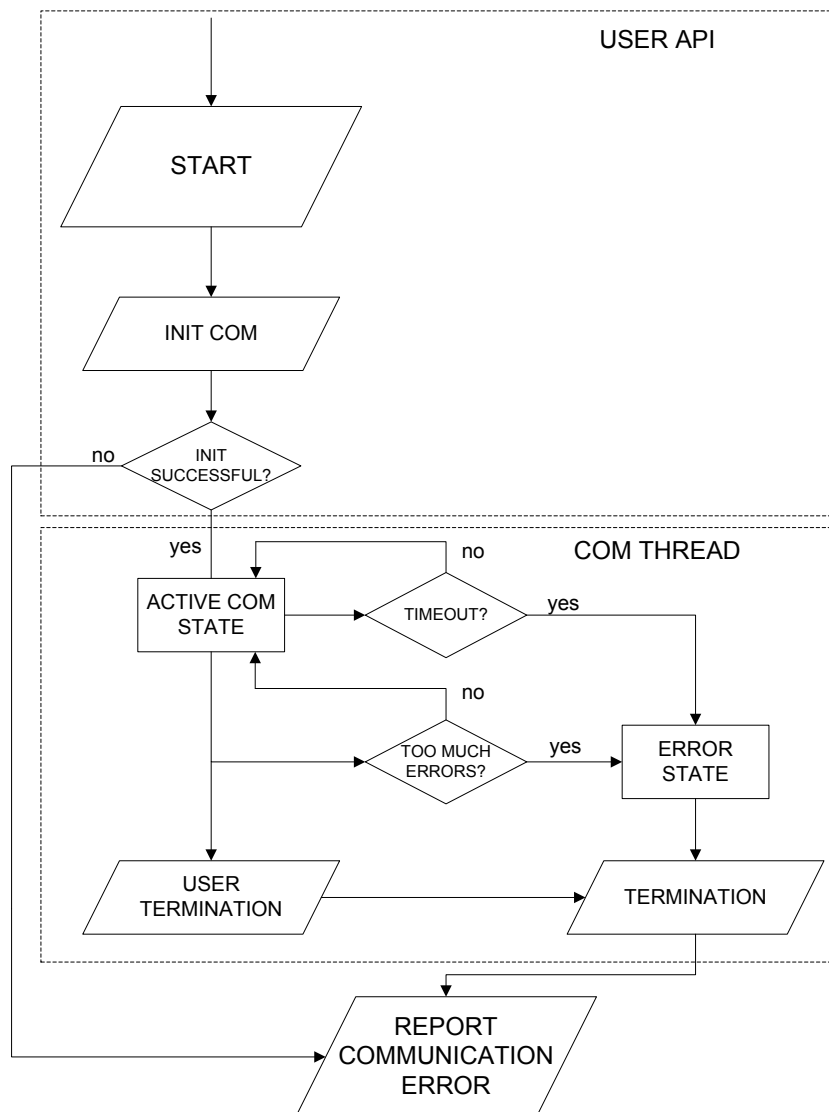 USER API
START
INIT COM
INIT
SUCCESSFUL?
no
yes
COM THREAD
no
ACTIVE COM
STATE
TIMEOUT?
yes
no
TOO MUCH
ERRORS?
yes
ERROR
STATE
USER
TERMINATION
TERMINATION
REPORT
COMMUNICATION
ERROR